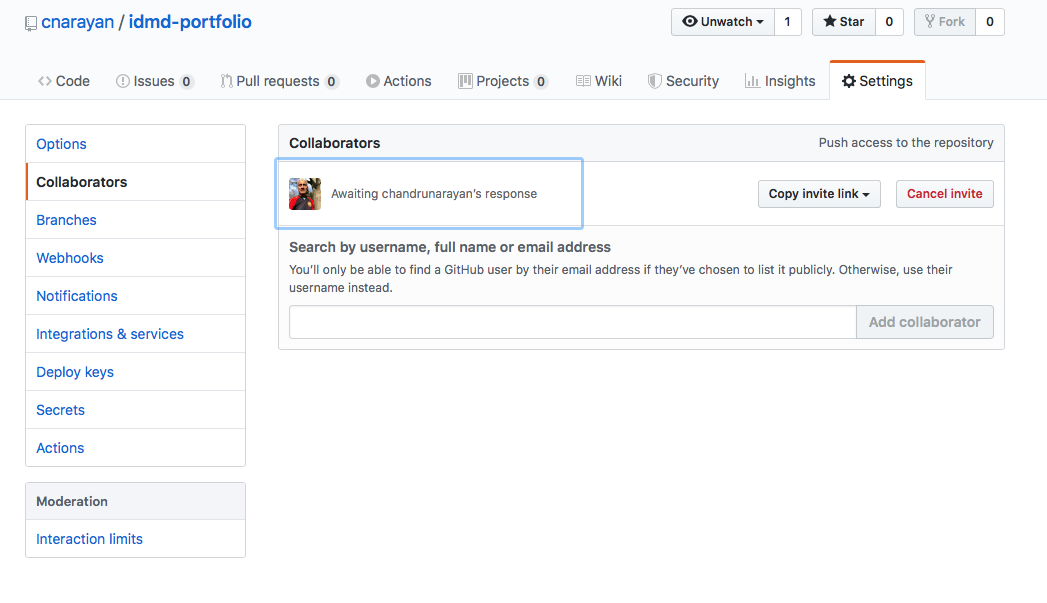 cnarayan / idmd-portfolio
Unwatch 1 Star 0 Fork 0
Code Issues 0 Pull requests 0 Actions Projects 0 Wiki Security Insights Settings
Options
Collaborators
Branches
Webhooks
Notifications
Integrations & services
Deploy keys
Secrets
Actions
Moderation
Interaction limits
Collaborators Push access to the repository
Awaiting chandrunarayan's response Copy invite link Cancel invite
Search by username, full name or email address
You'll only be able to find a GitHub user by their email address if they've chosen to list it publicly. Otherwise, use their
username instead.
Add collaborator